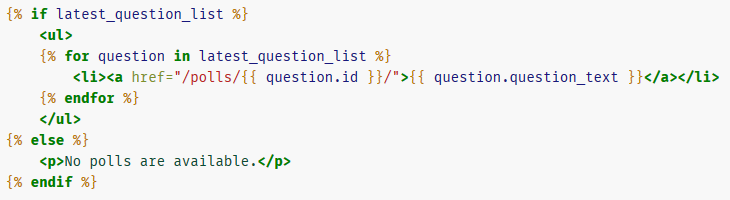 {% if latest_question_list %}
    <ul>
    {% for question in latest_question_list %}
        <li><a href="/polls/{{ question.id }}/">{{ question.question_text }}</a></li>
    {% endfor %}
    </ul>
{% else %}
    <p>No polls are available.</p>
{% endif %}